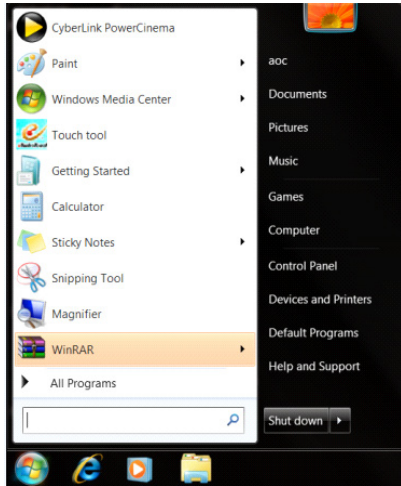 CyberLink PowerCinema
Paint
Windows Media Center
Touch tool
Getting Started
Calculator
Sticky Notes
Snipping Tool
Magnifier
WinRAR
All Programs
aoc
Documents
Pictures
Music
Games
Computer
Control Panel
Devices and Printers
Default Programs
Help and Support
Shut down